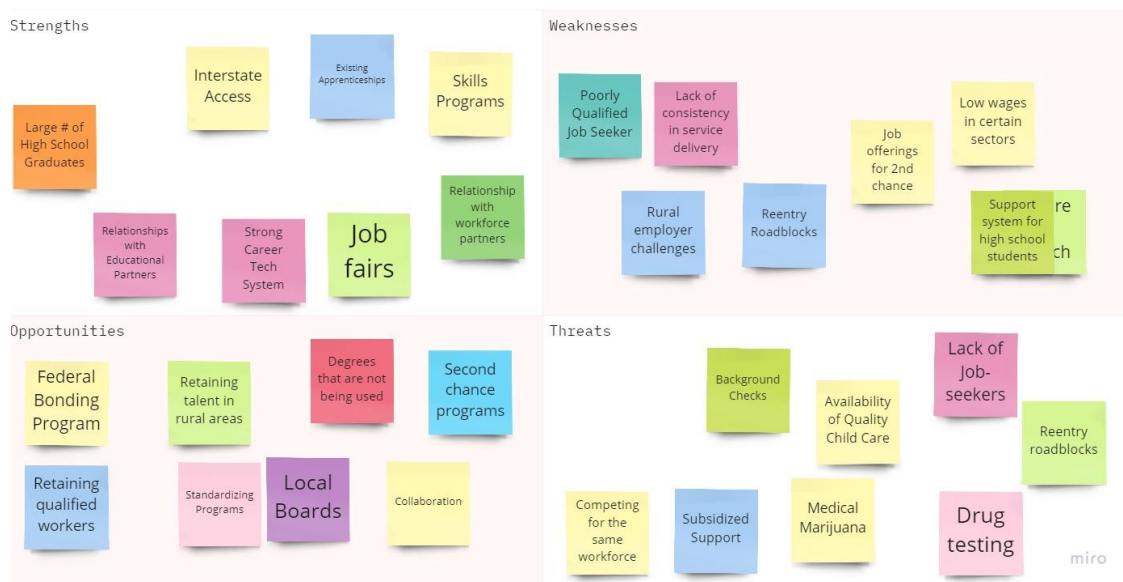 Strengths
Interstate
Access
Existing
Apprenticeships
Skills
Programs
Large # of
High School
Graduates
Relationships
with
Educational
Partners
Strong
Career
Tech
System
Job
fairs
Relationship
with
workforce
partners
Weaknesses
Poorly
Qualified
Job Seeker
Lack of
consistency
in service
delivery
Job
offerings
for 2nd
chance
Low wages
in certain
sectors
Rural
employer
challenges
Reentry
Roadblocks
Support
system for
high school
students
re
ch
Opportunities
Federal
Bonding
Program
Retaining
talent in
rural areas
Degrees
that are not
being used
Second
chance
programs
Retaining
qualified
workers
Standardizing
Programs
Local
Boards
Collaboration
Threats
Background
Checks
Availability
of Quality
Child Care
Lack of
Job-
seekers
Reentry
roadblocks
Competing
for the
same
workforce
Subsidized
Support
Medical
Marijuana
Drug
testing
miro